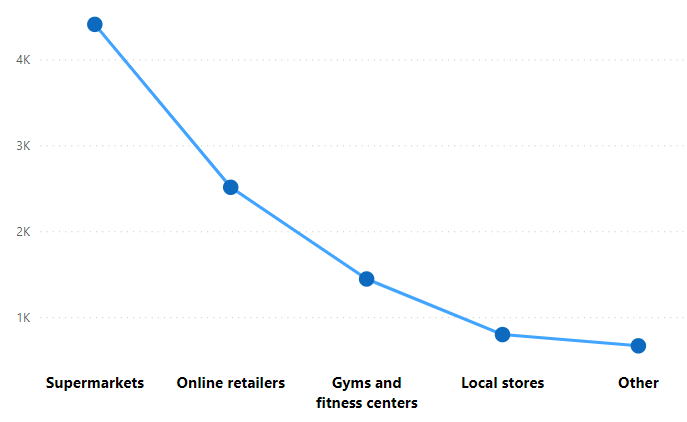 4K
3K
2K
1K
Supermarkets
Online retailers
Gyms and
fitness centers
Local stores
Other